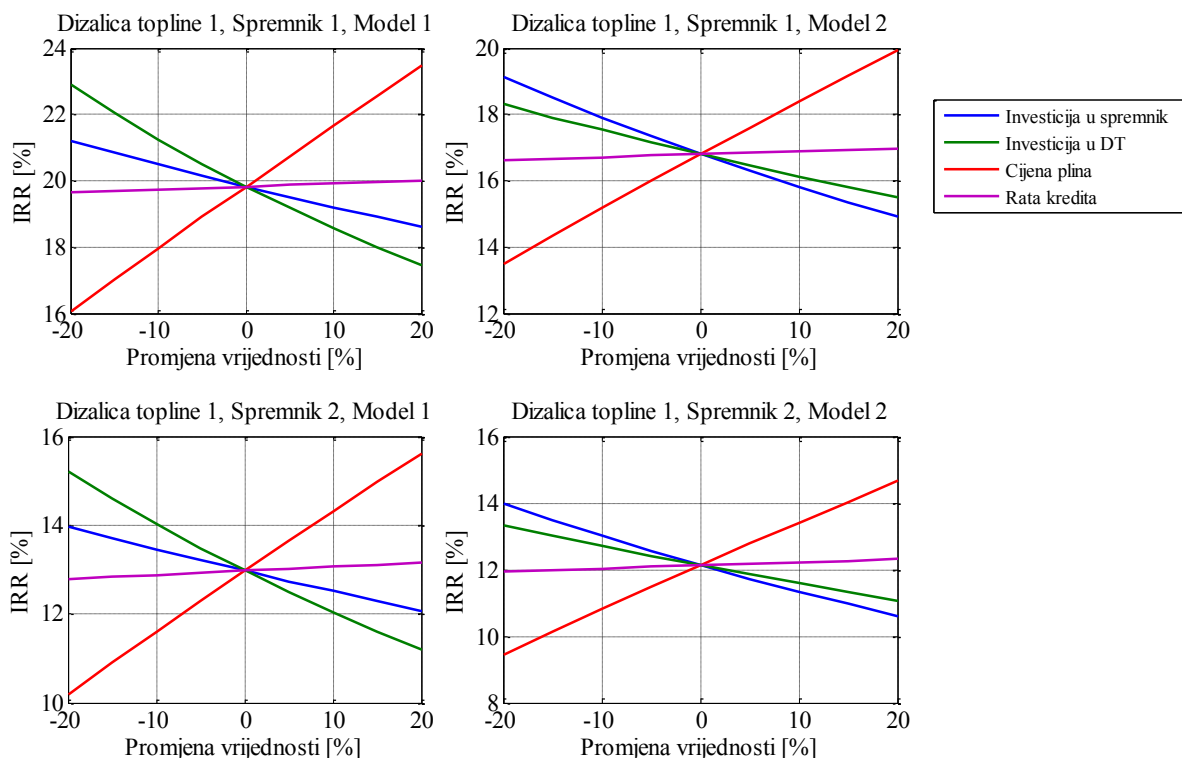 Dizalica topline 1, Spremnik 1, Model 1
24
22
20
18
16
IRR [%]
-20 -10 0 10 20
Promjena vrijednosti [%]
Dizalica topline 1, Spremnik 1, Model 2
20
18
16
14
12
IRR [%]
-20 -10 0 10 20
Promjena vrijednosti [%]
Investicija u spremnik
Investicija u DT
Cijena plina
Rata kredita
Dizalica topline 1, Spremnik 2, Model 1
16
14
12
10
IRR [%]
-20 -10 0 10 20
Promjena vrijednosti [%]
Dizalica topline 1, Spremnik 2, Model 2
16
14
12
10
8
IRR [%]
-20 -10 0 10 20
Promjena vrijednosti [%]